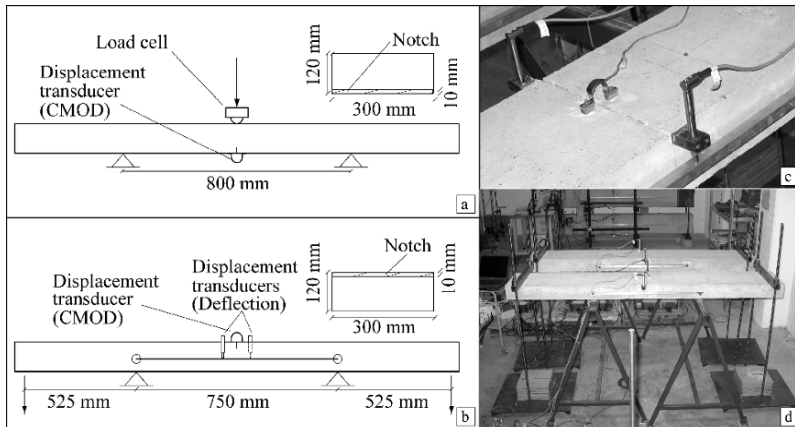 Load cell
Displacement
transducer
(CMOD)
Notch
120 mm
10 mm
300 mm
800 mm
a
Displacement
transducer
(CMOD)
Displacement
transducers
(Deflection)
Notch
120 mm
10 mm
300 mm
525 mm
750 mm
525 mm
b
c
d